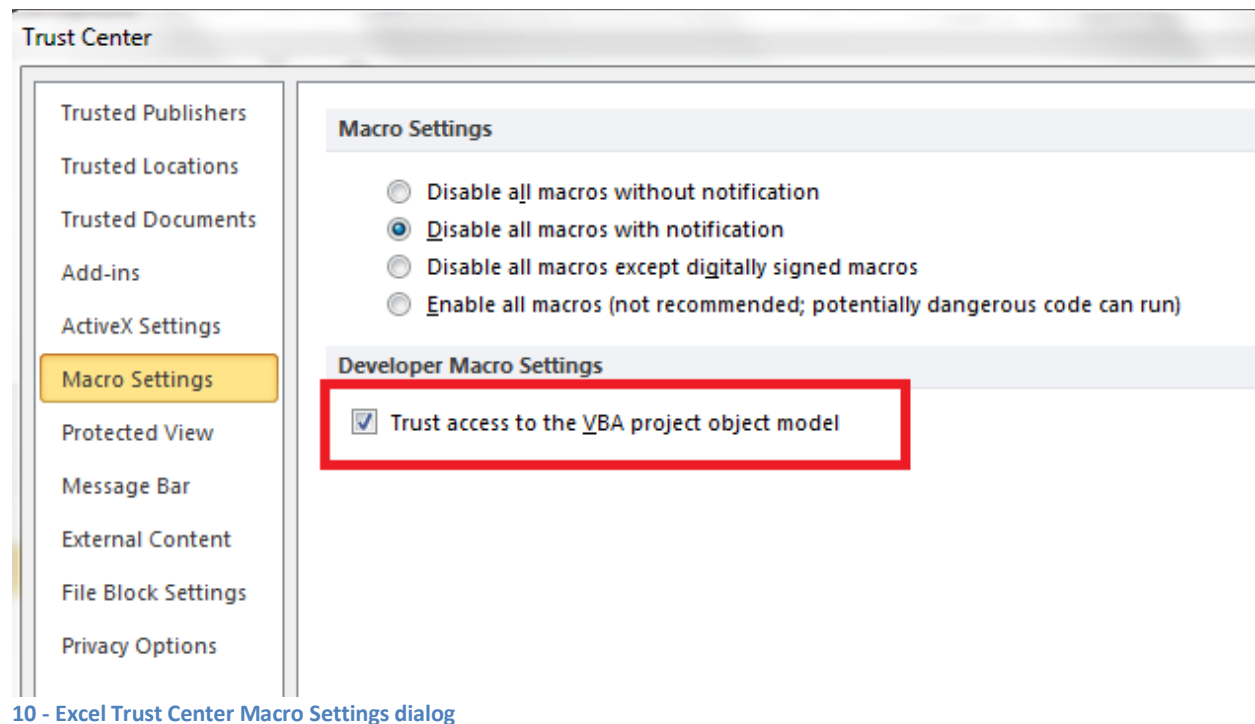 Trust Center
Trusted Publishers
Trusted Locations
Trusted Documents
Add-ins
ActiveX Settings
Macro Settings
Protected View
Message Bar
External Content
File Block Settings
Privacy Options
Macro Settings
Disable all macros without notification
Disable all macros with notification
Disable all macros except digitally signed macros
Enable all macros (not recommended; potentially dangerous code can run)
Developer Macro Settings
Trust access to the VBA project object model
10 - Excel Trust Center Macro Settings dialog